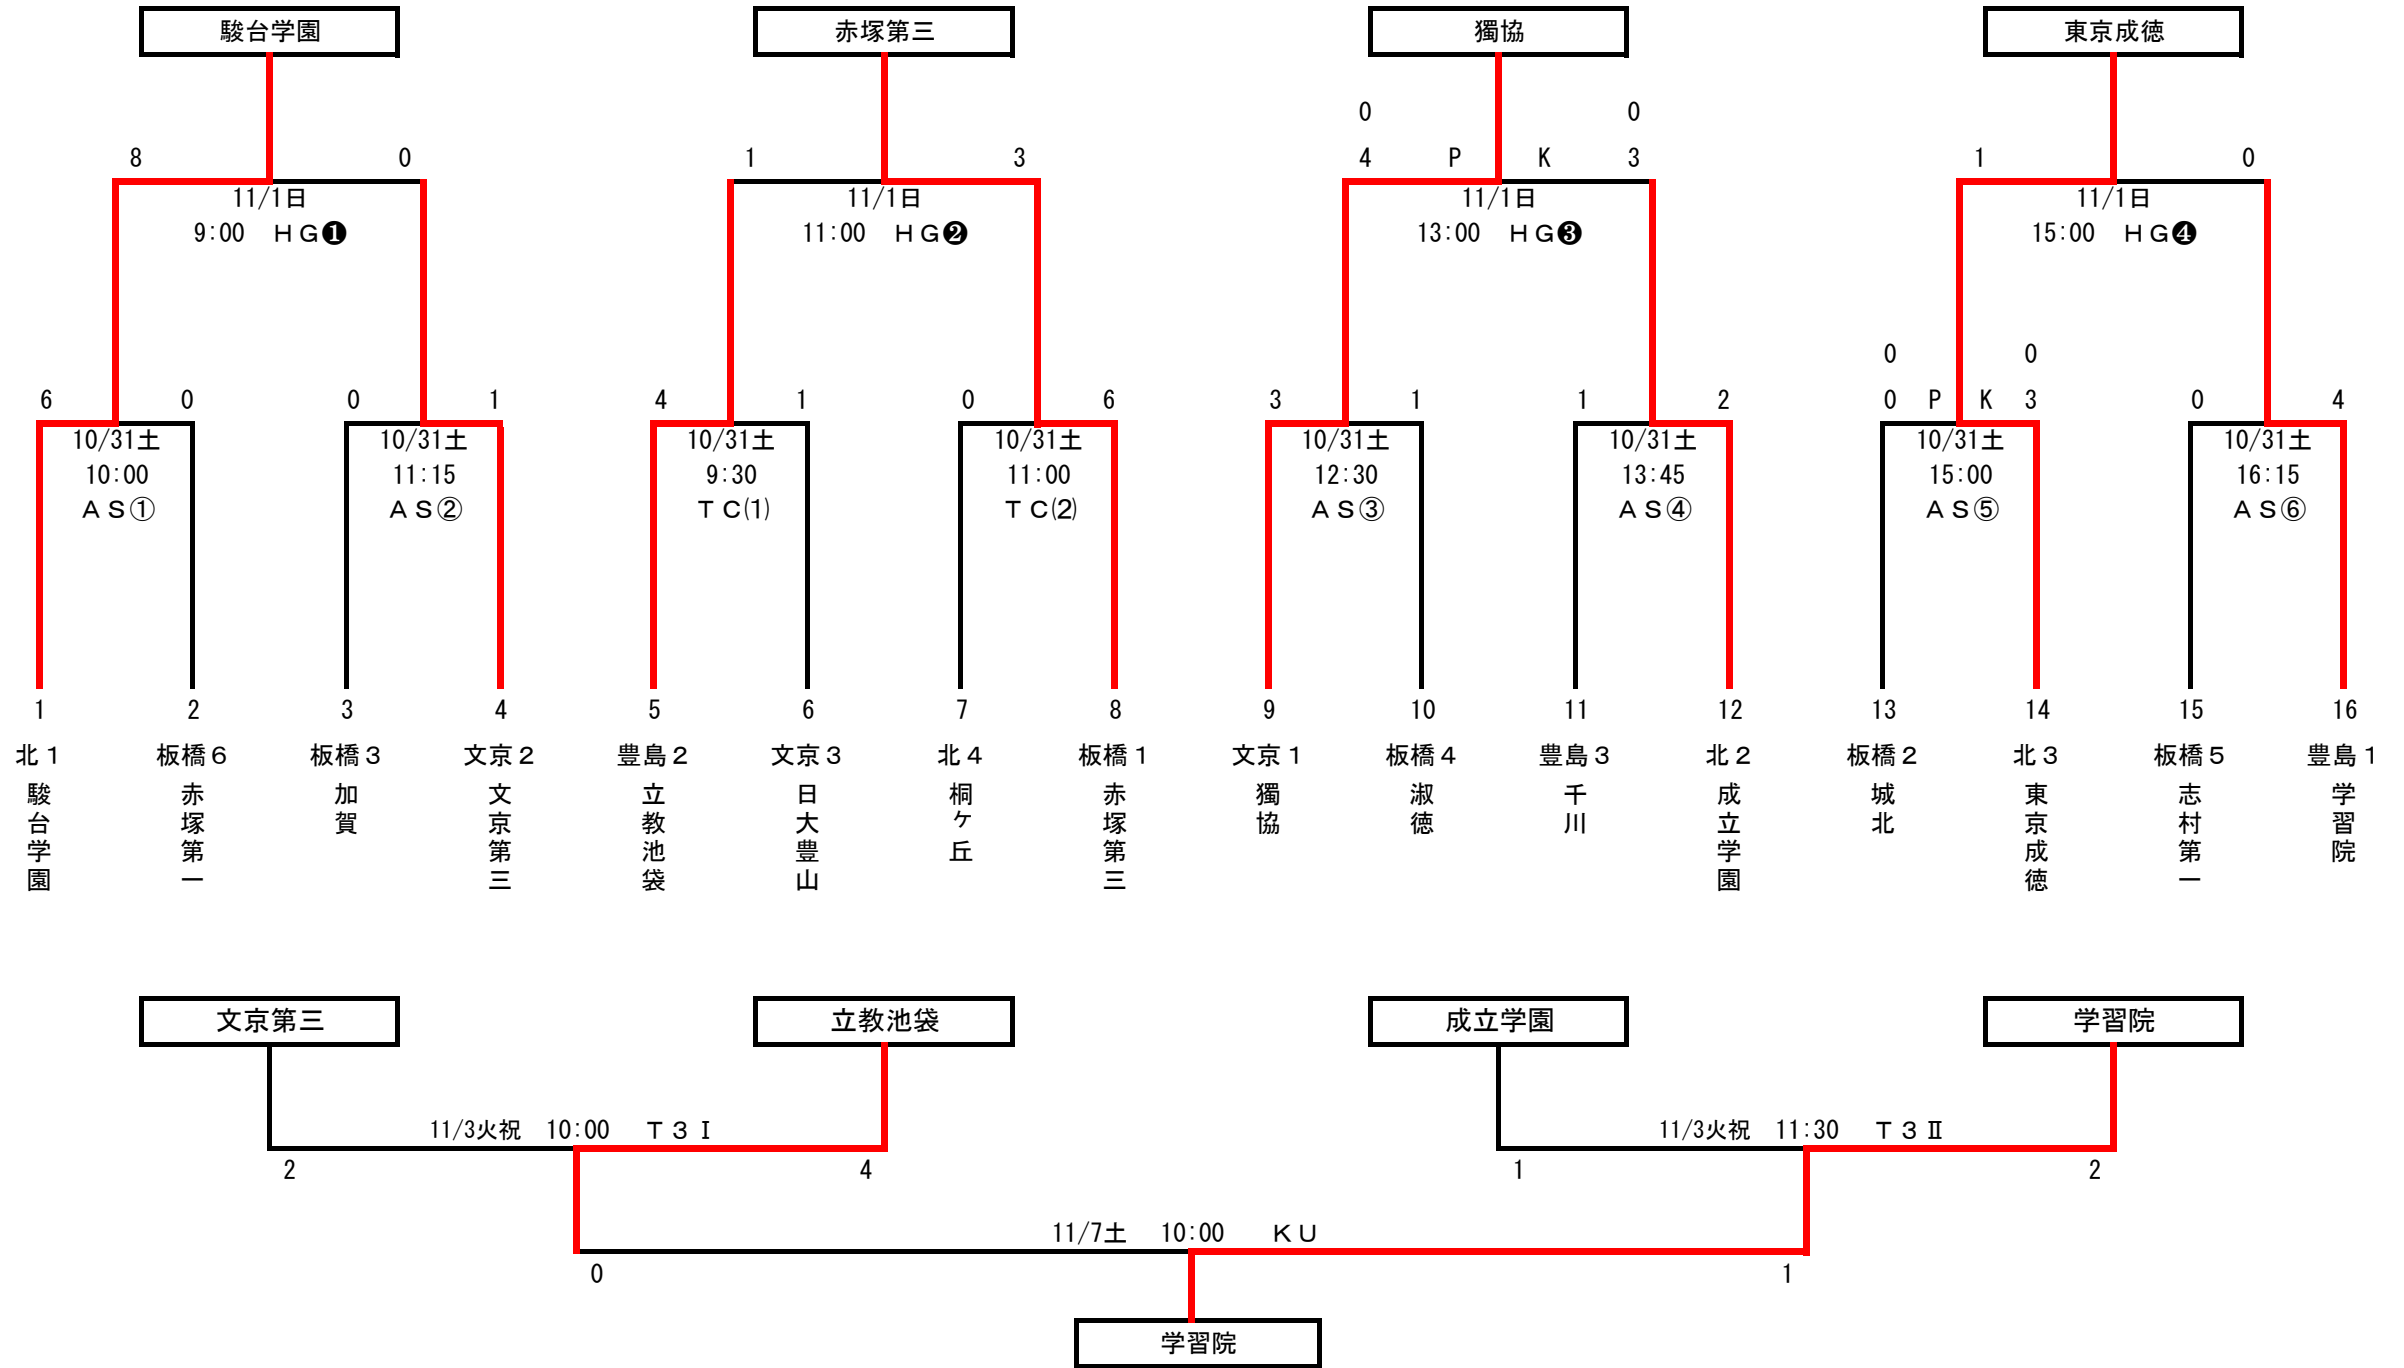 駿台学園　赤塚第三　獨協　東京成徳
0　0
8　0　1　3　4　P　K　3　1　0
11/1日　11/1日　11/1日　11/1日
9:00　ＨＧ❶　11:00　ＨＧ❷　13:00　ＨＧ❸　15:00　ＨＧ❹
0　0
6　0　0　1　4　1　0　6　3　1　1　2　0　P　K　3　0　4
10/31土　10/31土　10/31土　10/31土　10/31土　10/31土　10/31土　10/31土
10:00　11:15　9:30　11:00　12:30　13:45　15:00　16:15
ＡＳ①　ＡＳ②　ＴＣ⑴　ＴＣ⑵　ＡＳ③　ＡＳ④　ＡＳ⑤　ＡＳ⑥
1　2　3　4　5　6　7　8　9　10　11　12　13　14　15　16
北１　板橋６　板橋３　文京２　豊島２　文京３　北４　板橋１　文京１　板橋４　豊島３　北２　板橋２　北３　板橋５　豊島１
駿台学園
赤塚第一
加賀
文京第三
立教池袋
日大豊山
桐ケ丘
赤塚第三
獨協
淑徳
千川
成立学園
城北
東京成徳
志村第一
学習院
文京第三　立教池袋　成立学園　学習院
11/3火祝　10:00　Ｔ３Ⅰ　11/3火祝　11:30　Ｔ３Ⅱ
2　4　1　2
11/7土　10:00　ＫＵ
0　1
学習院